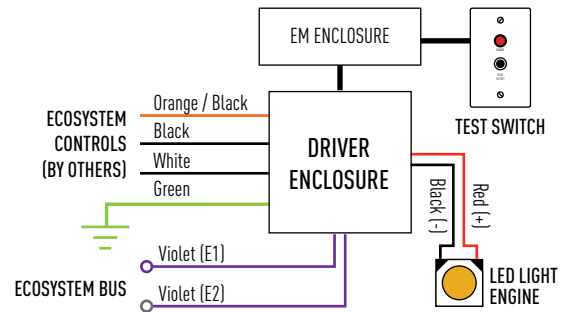 EM ENCLOSURE
TEST SWITCH
ECOSYSTEM
CONTROLS
(BY OTHERS)
Orange / Black
Black
White
Green
DRIVER
ENCLOSURE
Black (-)
Red (+)
ECOSYSTEM BUS
Violet (E1)
Violet (E2)
LED LIGHT
ENGINE